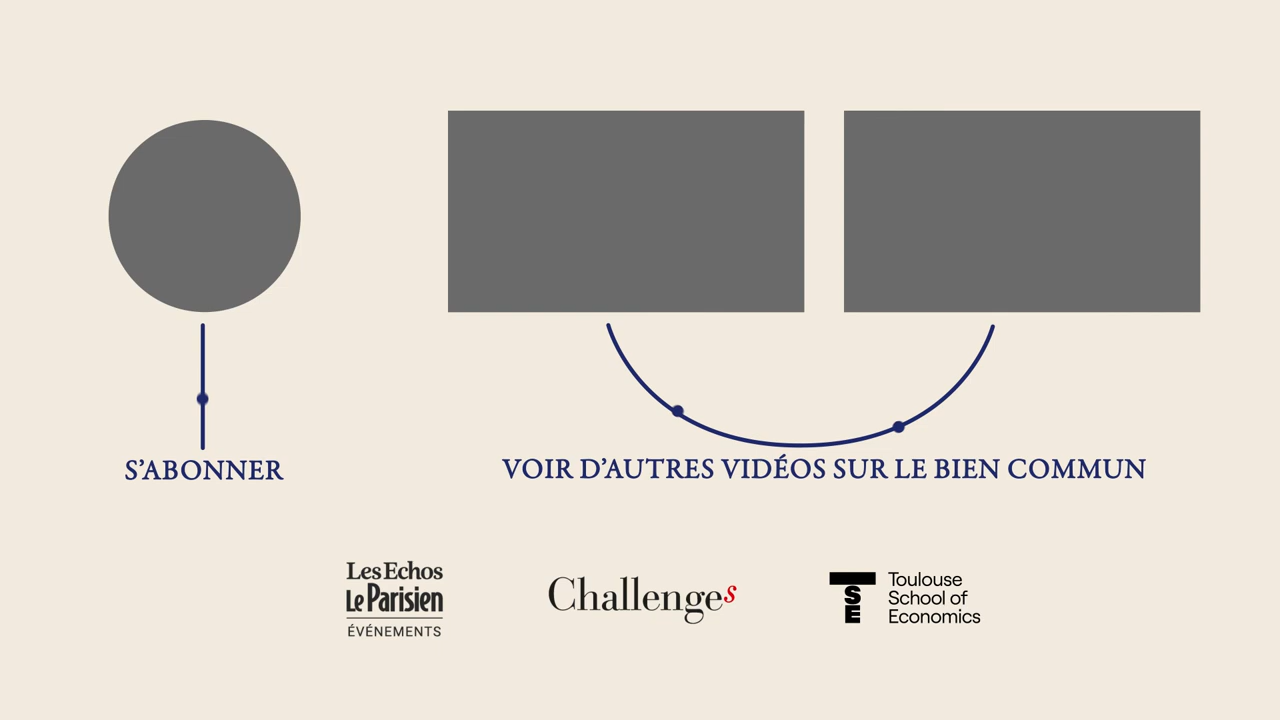 S'ABONNER
VOIR D'AUTRES VIDÉOS SUR LE BIEN COMMUN
Les Echos
Le Parisien
ÉVÉNEMENTS
Challenges
TSE
Toulouse
School of
Economics